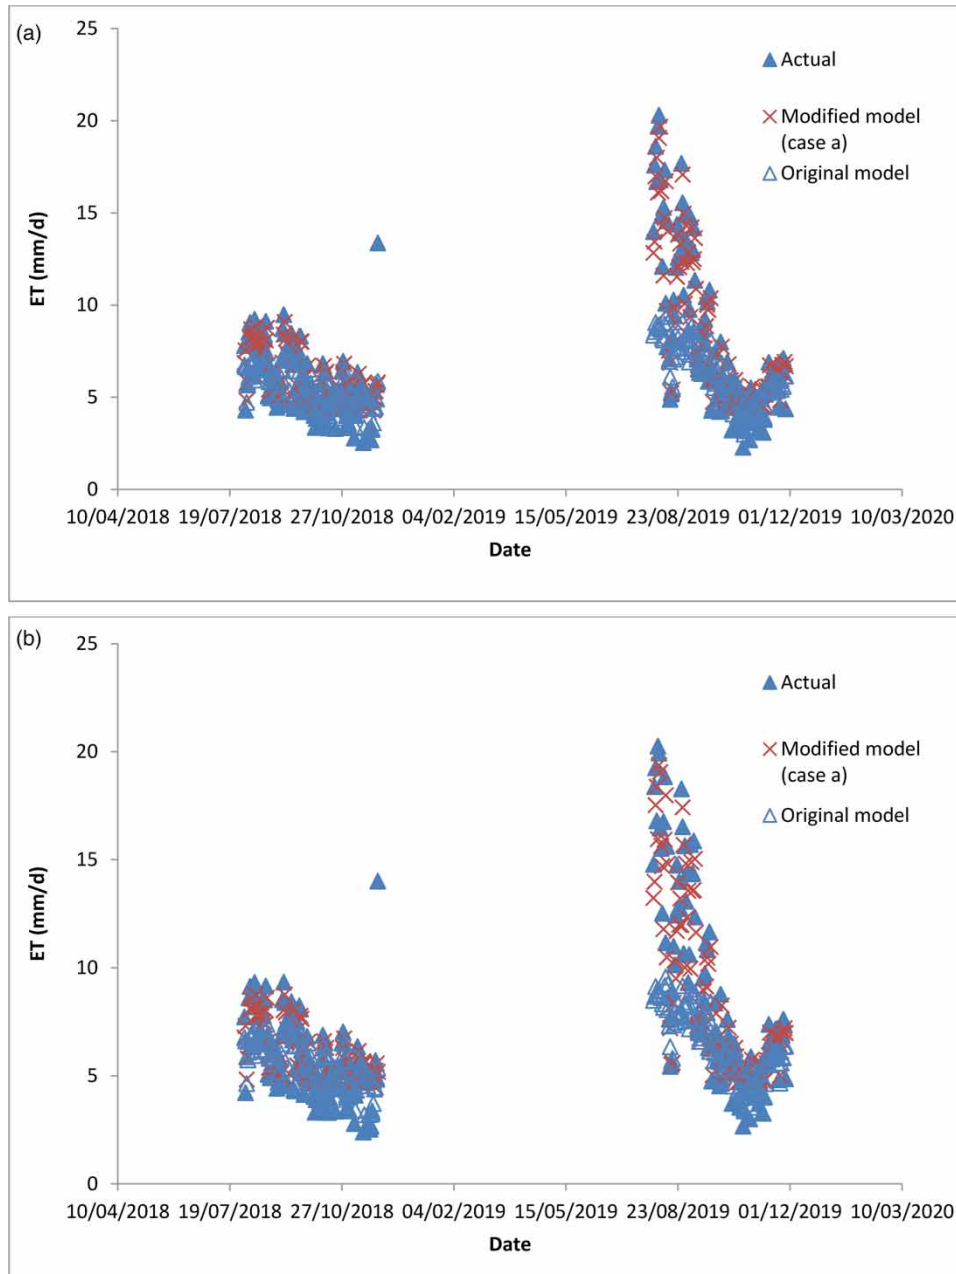 (a)
25
20
15
10
5
0
ET (mm/d)
Actual
Modified model
(case a)
Original model
10/04/2018 19/07/2018 27/10/2018 04/02/2019 15/05/2019 23/08/2019 01/12/2019 10/03/2020
Date
(b)
25
20
15
10
5
0
ET (mm/d)
Actual
Modified model
(case a)
Original model
10/04/2018 19/07/2018 27/10/2018 04/02/2019 15/05/2019 23/08/2019 01/12/2019 10/03/2020
Date